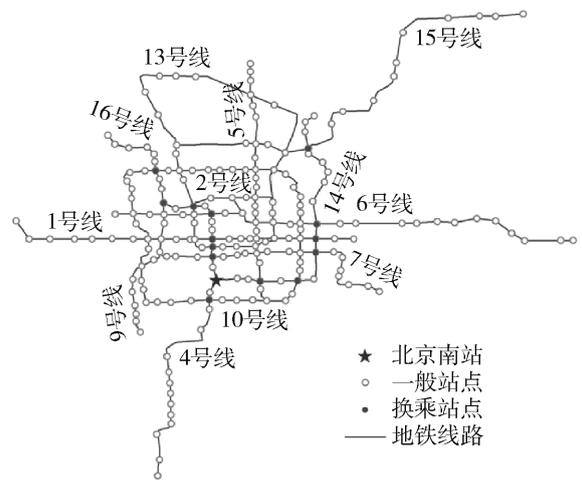 15号线
13号线
5号线
16号线
2号线
14号线
6号线
1号线
7号线
9号线
10号线
4号线
北京南站
一般站点
换乘站点
地铁线路